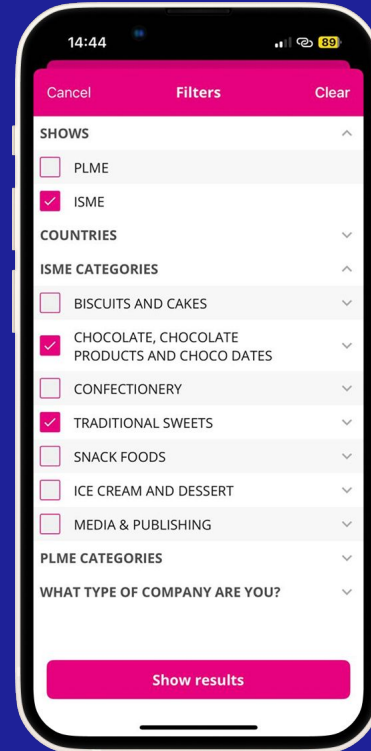 14:44
89
Cancel
Filters
Clear
SHOWS
PLME
ISME
COUNTRIES
ISME CATEGORIES
BISCUITS AND CAKES
CHOCOLATE, CHOCOLATE
PRODUCTS AND CHOCO DATES
CONFECTIONERY
TRADITIONAL SWEETS
SNACK FOODS
ICE CREAM AND DESSERT
MEDIA & PUBLISHING
PLME CATEGORIES
WHAT TYPE OF COMPANY ARE YOU?
Show results